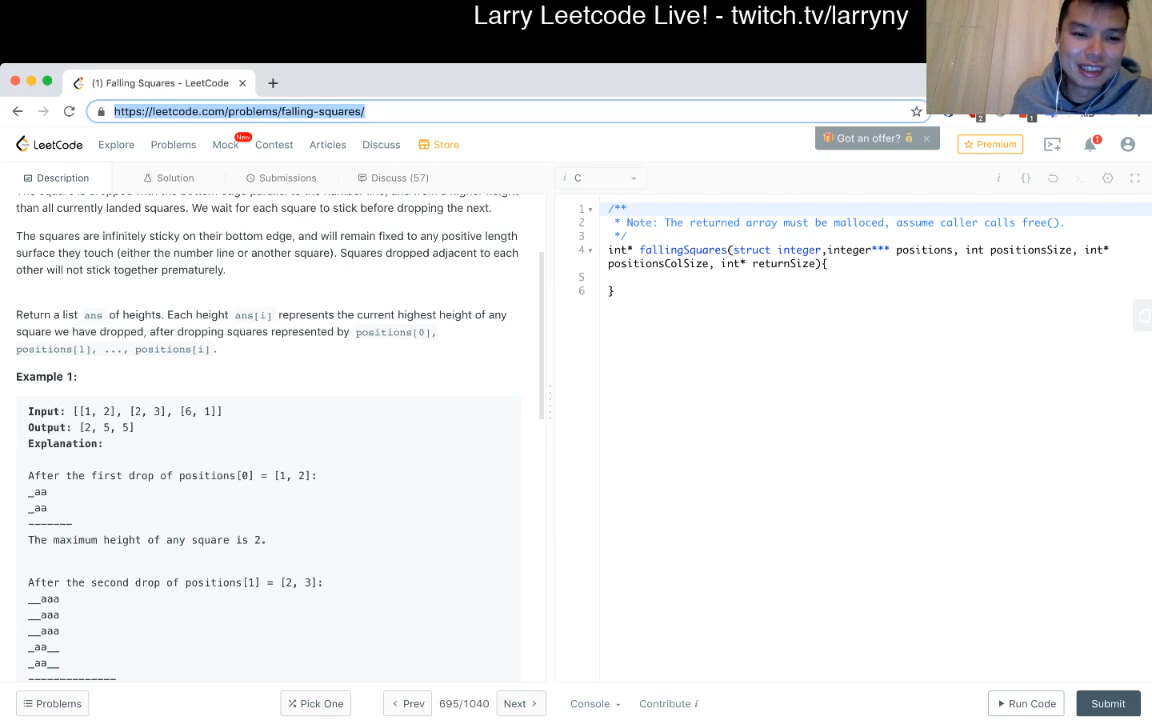 Larry Leetcode Live! - twitch.tv/larryny
(1) Falling Squares - LeetCode
https://leetcode.com/problems/falling-squares/
2
1
LeetCode Explore Problems Mock New Contest Articles Discuss Store
Got an offer?
Premium
1
Description Solution Submissions Discuss (57)
i C
i {}
than all currently landed squares. We wait for each square to stick before dropping the next.
The squares are infinitely sticky on their bottom edge, and will remain fixed to any positive length
surface they touch (either the number line or another square). Squares dropped adjacent to each
other will not stick together prematurely.
Return a list ans of heights. Each height ans[i] represents the current highest height of any
square we have dropped, after dropping squares represented by positions[0],
positions[1], ..., positions[i].
Example 1:
Input: [[1, 2], [2, 3], [6, 1]]
Output: [2, 5, 5]
Explanation:
After the first drop of positions[0] = [1, 2]:
_aa
_aa
-------
The maximum height of any square is 2.
After the second drop of positions[1] = [2, 3]:
__aaa
__aaa
__aaa
_aa__
_aa__
--------------
1 /**
2 * Note: The returned array must be malloced, assume caller calls free().
3 */
4 int* fallingSquares(struct integer,integer*** positions, int positionsSize, int*
positionsColSize, int* returnSize){
5
6 }
Problems Pick One < Prev 695/1040 Next > Console Contribute i Run Code Submit